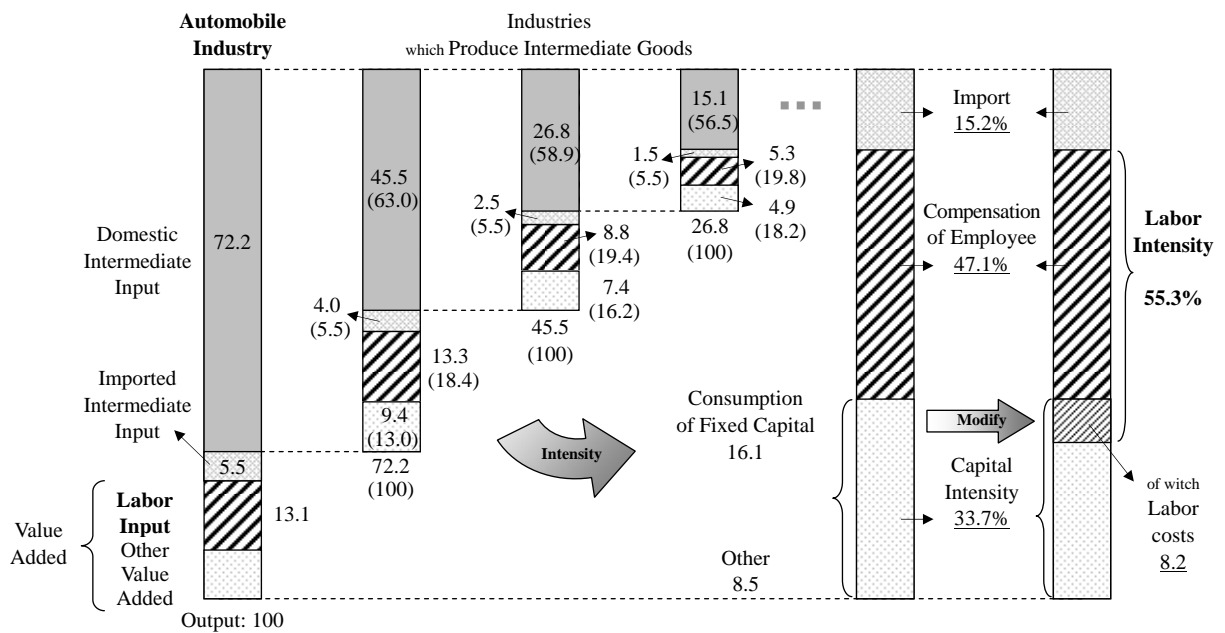 Automobile
Industry
Industries
which Produce Intermediate Goods
Domestic
Intermediate
Input
72.2
Imported
Intermediate
Input
5.5
Value
Added
Labor
Input
Other
Value
Added
13.1
Output: 100
45.5
(63.0)
4.0
(5.5)
13.3
(18.4)
9.4
(13.0)
72.2
(100)
26.8
(58.9)
2.5
(5.5)
8.8
(19.4)
7.4
(16.2)
45.5
(100)
15.1
(56.5)
1.5
(5.5)
5.3
(19.8)
4.9
(18.2)
26.8
(100)
Intensity
Import
15.2%
Compensation
of Employee
47.1%
Consumption
of Fixed Capital
16.1
Other
8.5
Modify
Capital
Intensity
33.7%
Labor
Intensity
55.3%
of witch
Labor
costs
8.2